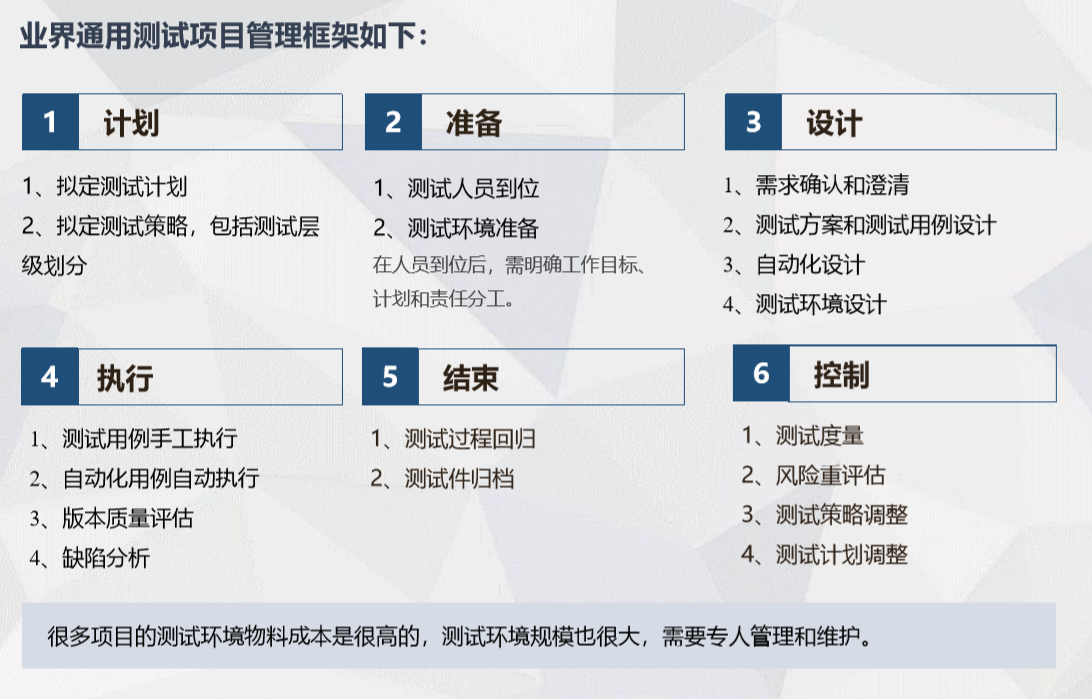 业界通用测试项目管理框架如下：
1 计划
1、拟定测试计划
2、拟定测试策略，包括测试层
级划分
2 准备
1、测试人员到位
2、测试环境准备
在人员到位后，需明确工作目标、
计划和责任分工。
3 设计
1、需求确认和澄清
2、测试方案和测试用例设计
3、自动化设计
4、测试环境设计
4 执行
1、测试用例手工执行
2、自动化用例自动执行
3、版本质量评估
4、缺陷分析
5 结束
1、测试过程回归
2、测试件归档
6 控制
1、测试度量
2、风险重评估
3、测试策略调整
4、测试计划调整
很多项目的测试环境物料成本是很高的，测试环境规模也很大，需要专人管理和维护。